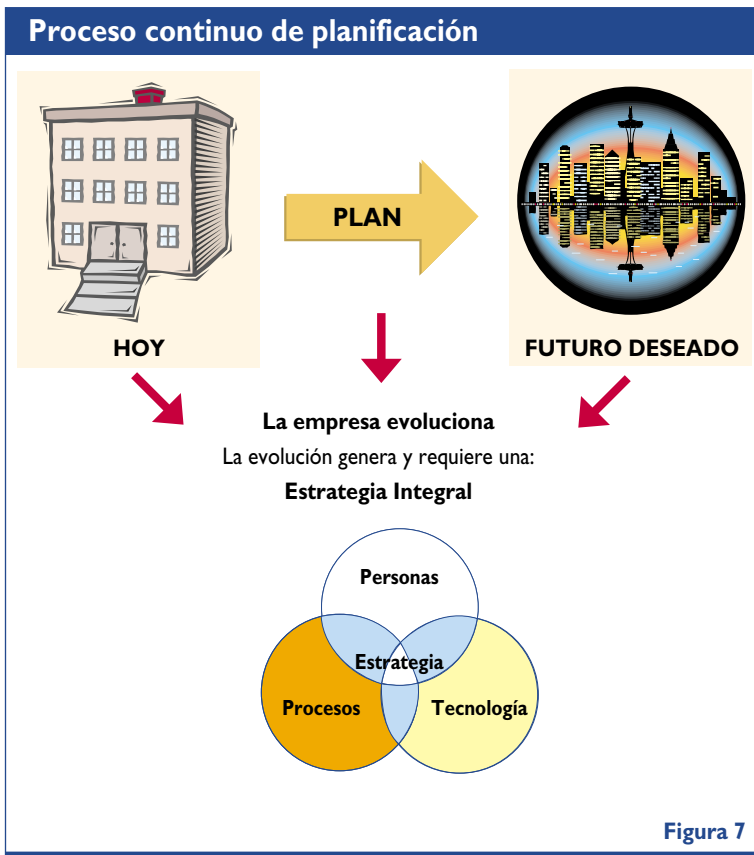 Proceso continuo de planificación
PLAN
HOY
FUTURO DESEADO
La empresa evoluciona
La evolución genera y requiere una:
Estrategia Integral
Personas
Estrategia
Procesos
Tecnología
Figura 7